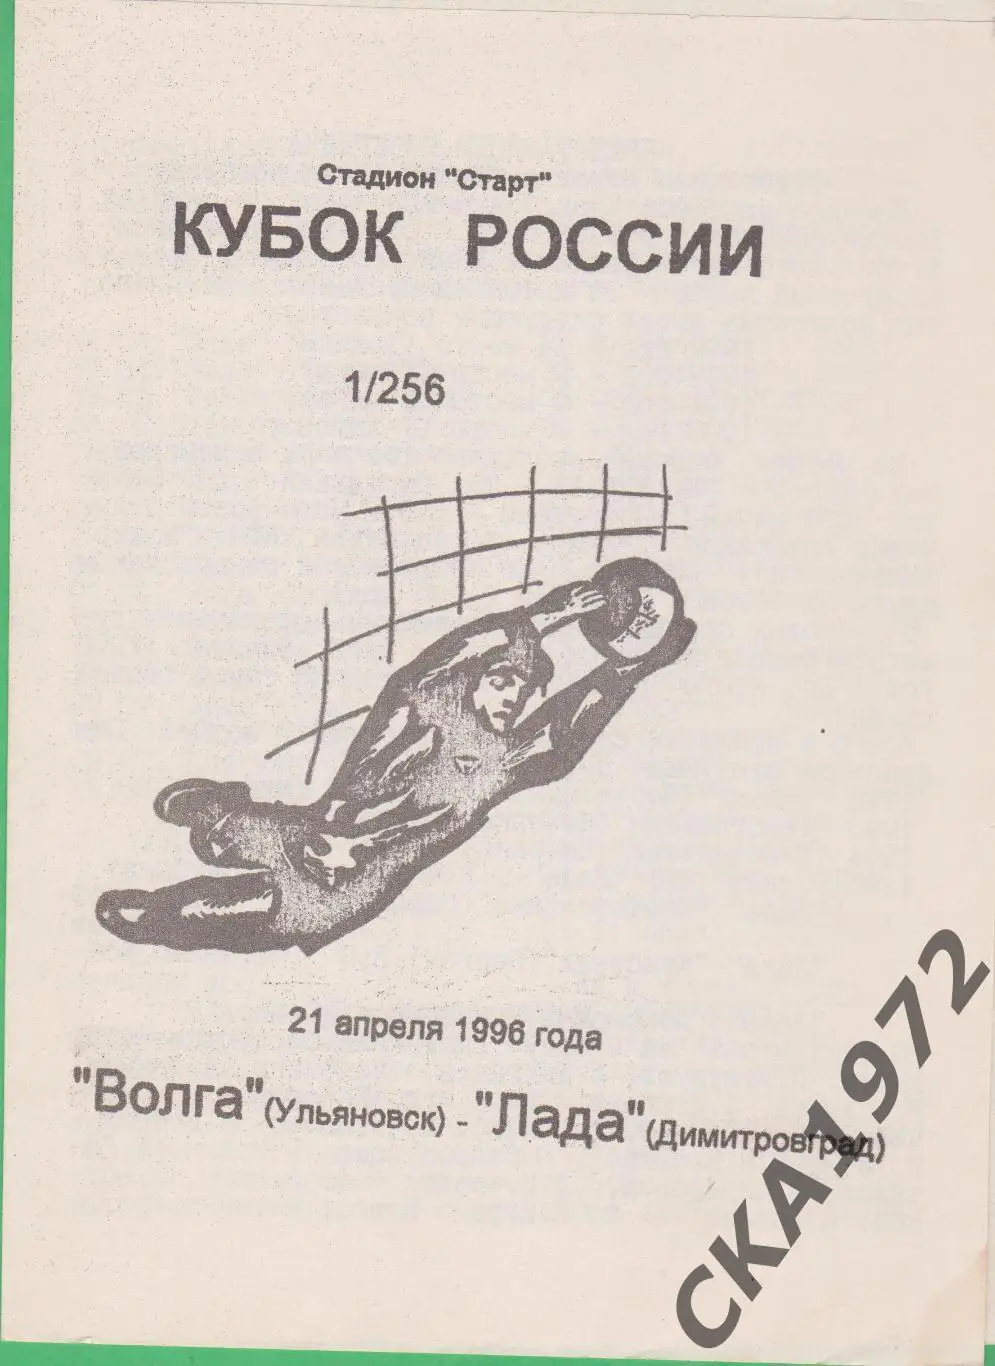 Стадион "Старт"
КУБОК РОССИИ
1/256
21 апреля 1996 года
"Волга"(Ульяновск) - "Лада"(Димитровград)
СКА1972